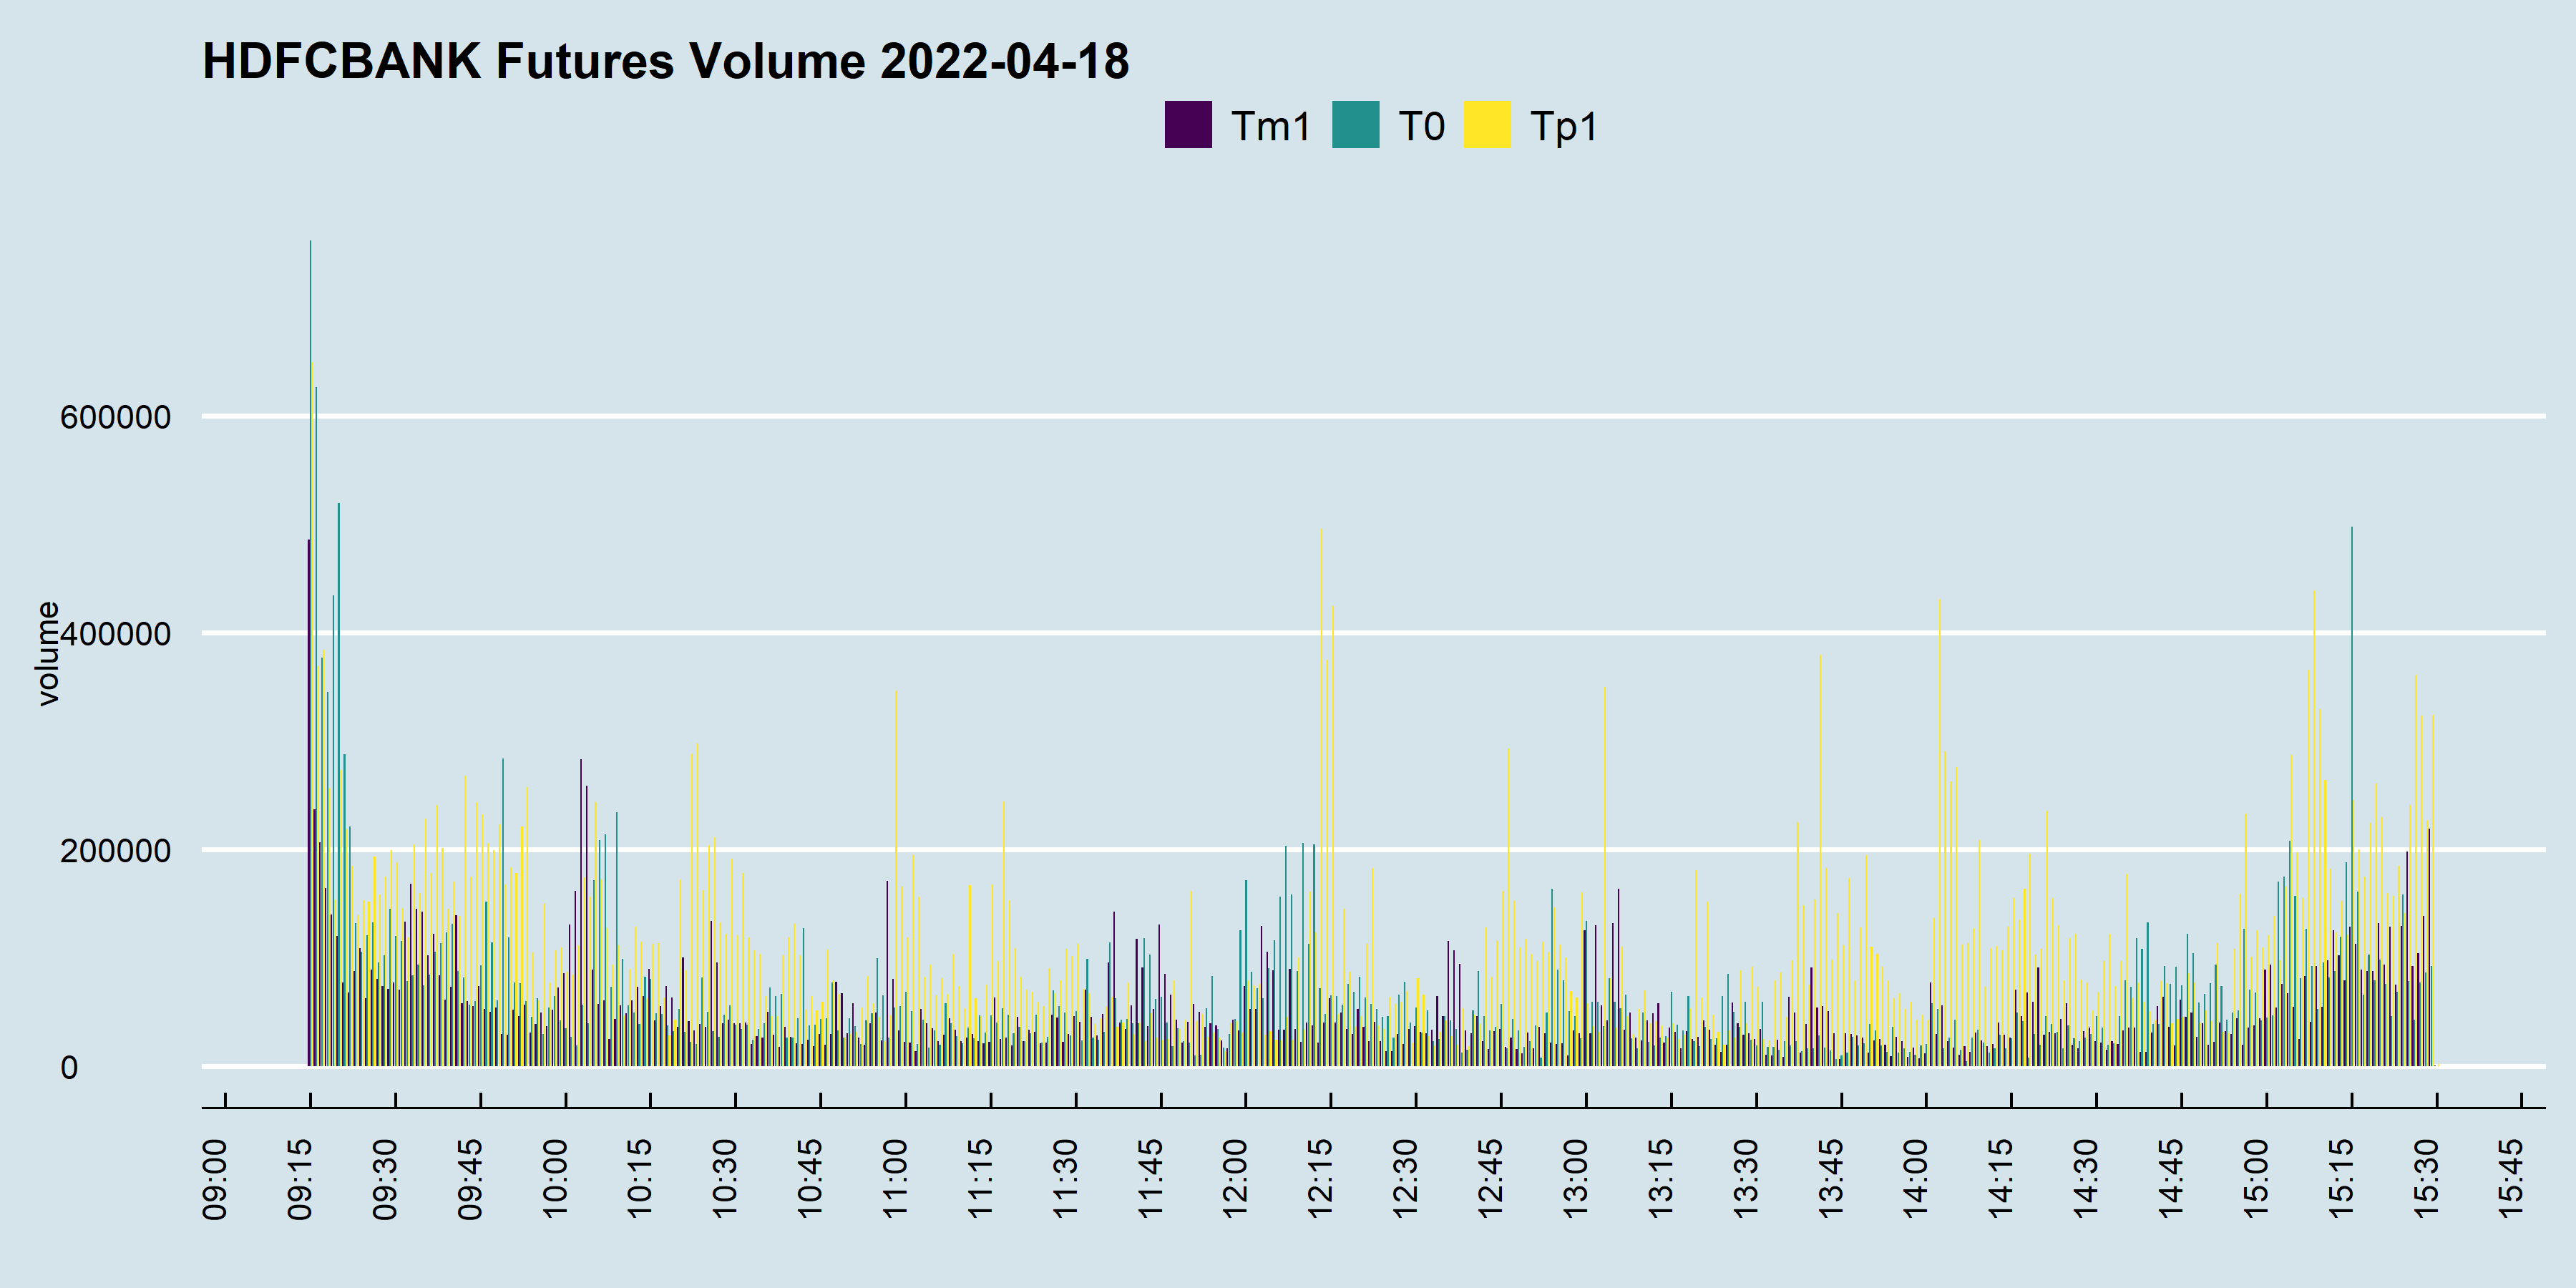 HDFCBANK Futures Volume 2022-04-18
Tm1 T0 Tp1
volume
600000
400000
200000
0
09:00 09:15 09:30 09:45 10:00 10:15 10:30 10:45 11:00 11:15 11:30 11:45 12:00 12:15 12:30 12:45 13:00 13:15 13:30 13:45 14:00 14:15 14:30 14:45 15:00 15:15 15:30 15:45